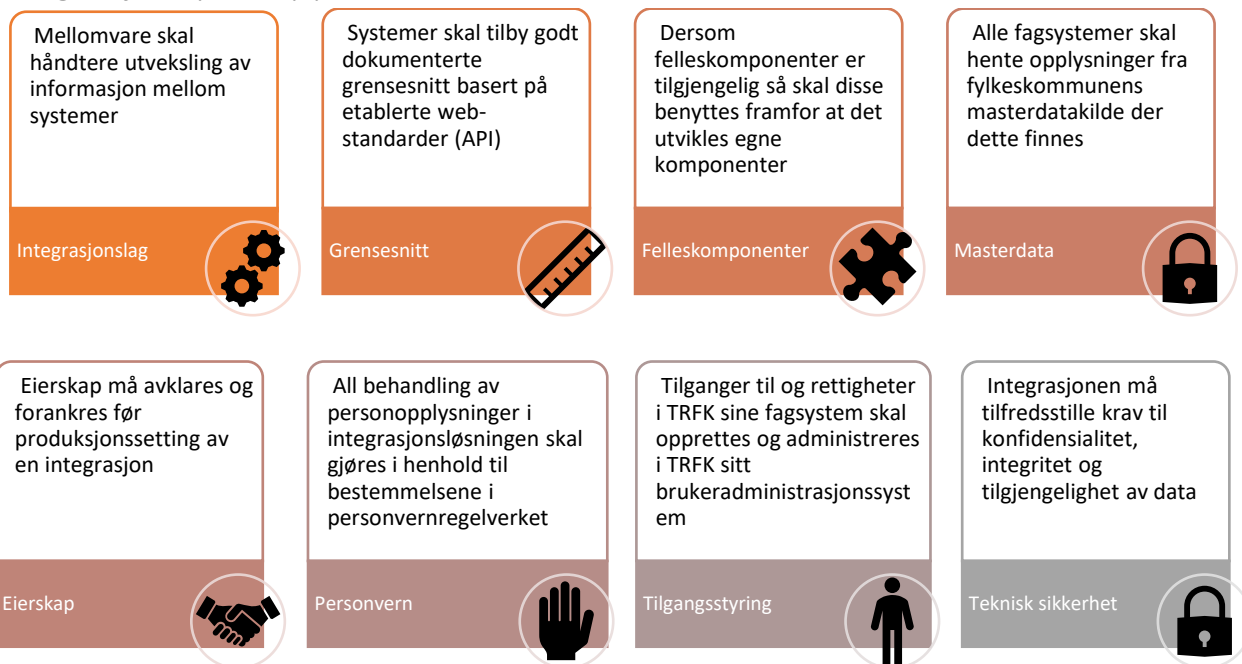 Mellomvare skal
håndtere utveksling av
informasjon mellom
systemer
Integrasjonslag
Systemer skal tilby godt
dokumenterte
grensesnitt basert på
etablerte web-
standarder (API)
Grensesnitt
Dersom
felleskomponenter er
tilgjengelig så skal disse
benyttes framfor at det
utvikles egne
komponenter
Felleskomponenter
Alle fagsystemer skal
hente opplysninger fra
fylkeskommunens
masterdatakilde der
dette finnes
Masterdata
Eierskap må avklares og
forankres før
produksjonssetting av
en integrasjon
Eierskap
All behandling av
personopplysninger i
integrasjonsløsningen skal
gjøres i henhold til
bestemmelsene i
personvernregelverket
Personvern
Tilganger til og rettigheter
i TRFK sine fagsystem skal
opprettes og administreres
i TRFK sitt
brukeradministrasjonssyst
em
Tilgangsstyring
Integrasjonen må
tilfredsstille krav til
konfidensialitet,
integritet og
tilgjengelighet av data
Teknisk sikkerhet